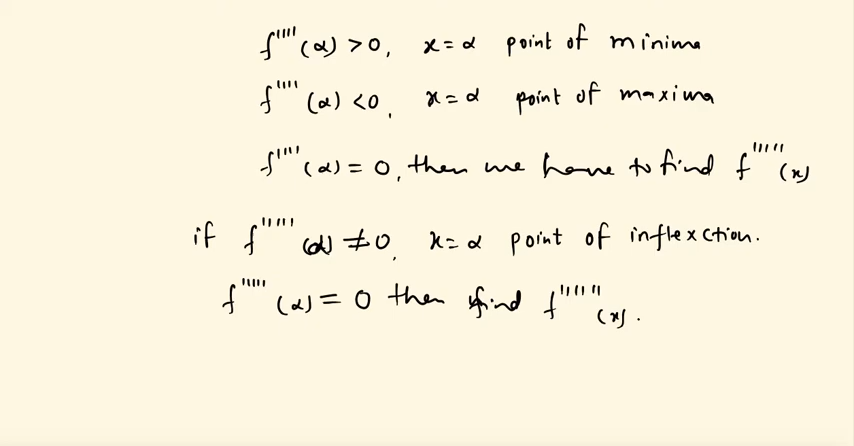 f''''(α) > 0, x = α point of minima
f''''(α) < 0, x = α point of maxima
f''''(α) = 0, then we have to find f'''''(x)
if f'''''(α) ≠ 0, x = α point of inflexction.
f'''''(α) = 0 then find f''''''(x).